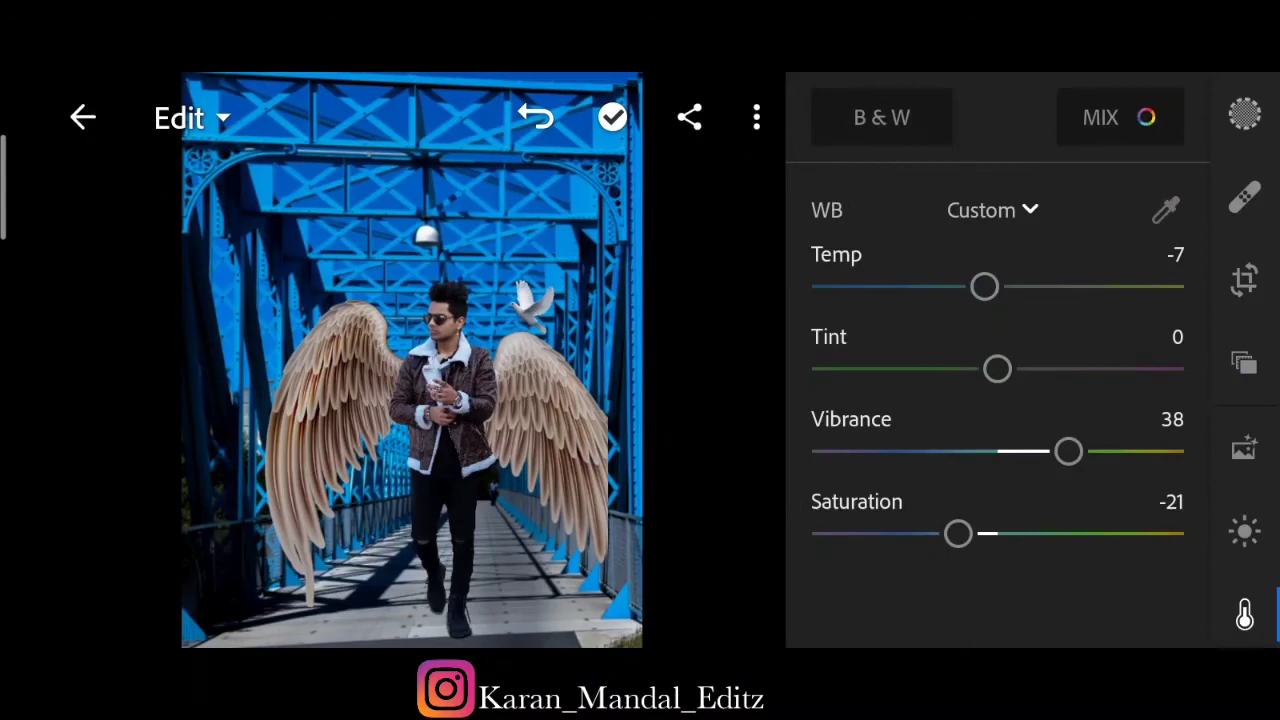 Edit
B & W
MIX
WB
Custom
Temp
-7
Tint
0
Vibrance
38
Saturation
-21
Karan_Mandal_Editz